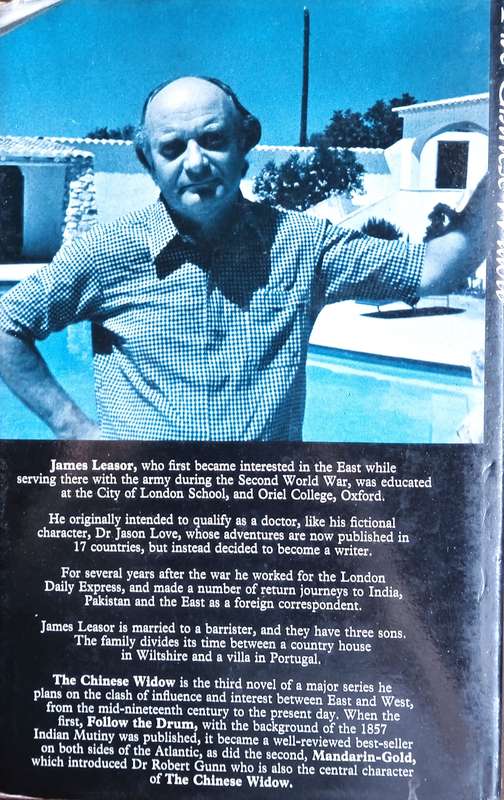 The Chinese Widow
James Leasor, who first became interested in the East while
serving there with the army during the Second World War, was educated
at the City of London School, and Oriel College, Oxford.
He originally intended to qualify as a doctor, like his fictional
character, Dr Jason Love, whose adventures are now published in
17 countries, but instead decided to become a writer.
For several years after the war he worked for the London
Daily Express, and made a number of return journeys to India,
Pakistan and the East as a foreign correspondent.
James Leasor is married to a barrister, and they have three sons.
The family divides its time between a country house
in Wiltshire and a villa in Portugal.
The Chinese Widow is the third novel of a major series he
plans on the clash of influence and interest between East and West,
from the mid-nineteenth century to the present day. When the
first, Follow the Drum, with the background of the 1857
Indian Mutiny was published, it became a well-reviewed best-seller
on both sides of the Atlantic, as did the second, Mandarin-Gold,
which introduced Dr Robert Gunn who is also the central character
of The Chinese Widow.